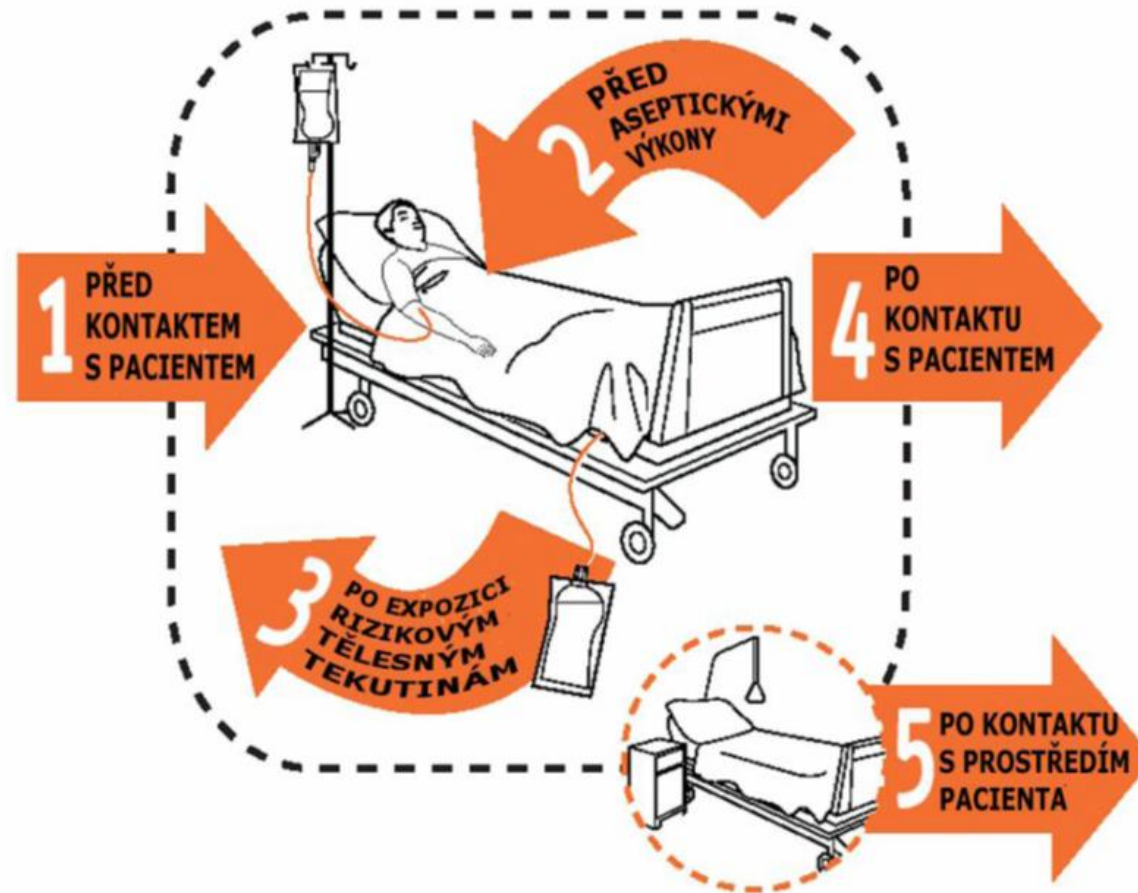 1
PŘED
KONTAKTEM
S PACIENTEM
2
PŘED
ASEPTICKÝMI
VÝKONY
3
PO EXPOZICI
RIZIKOVÝM
TĚLESNÝM
TEKUTINÁM
4
PO
KONTAKTU
S PACIENTEM
5
PO KONTAKTU
S PROSTŘEDÍM
PACIENTA